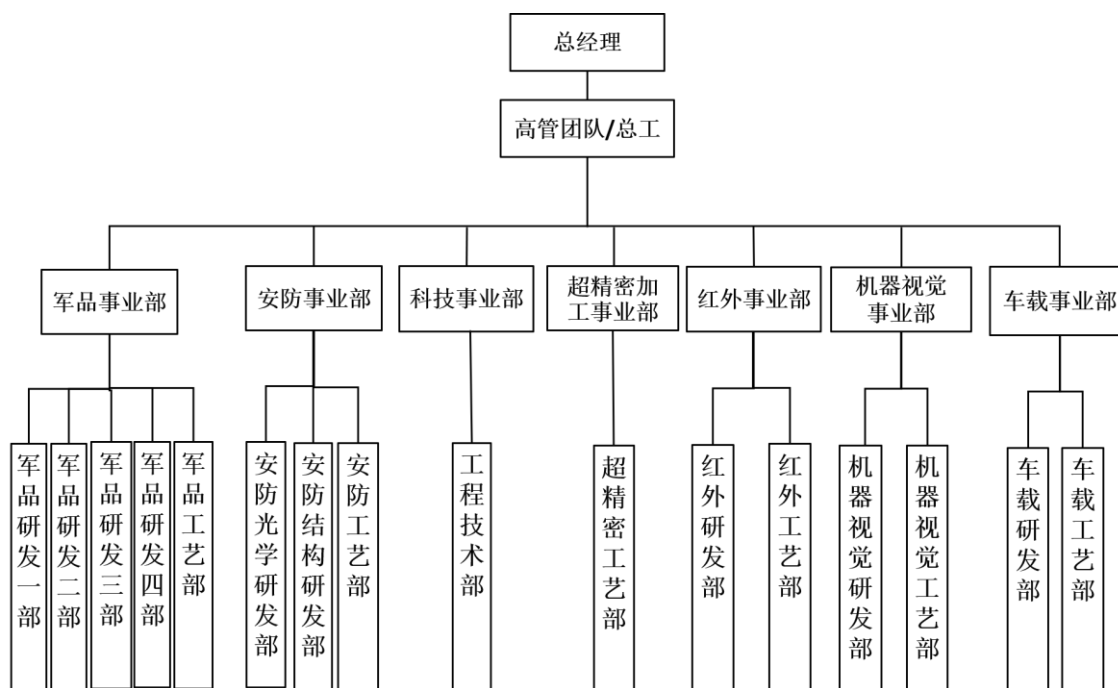 总经理
高管团队/总工
军品事业部
安防事业部
科技事业部
超精密加
工事业部
红外事业部
机器视觉
事业部
车载事业部
军品研发一部
军品研发二部
军品研发三部
军品研发四部
军品工艺部
安防光学研发部
安防结构研发部
安防工艺部
工程技术部
超精密工艺部
红外研发部
红外工艺部
机器视觉研发部
机器视觉工艺部
车载研发部
车载工艺部